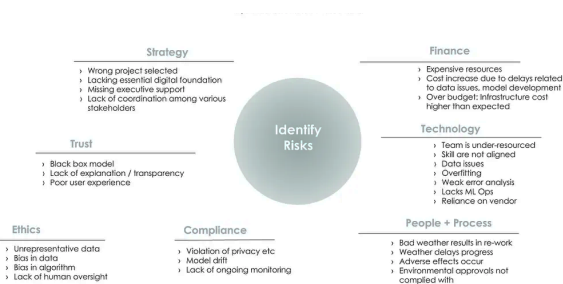 Strategy
› Wrong project selected
› Lacking essential digital foundation
› Missing executive support
› Lack of coordination among various
stakeholders
Finance
› Expensive resources
› Cost increase due to delays related
to data issues, model development
› Over budget; Infrastructure cost
higher than expected
Identify
Risks
Trust
› Black box model
› Lack of explanation / transparency
› Poor user experience
Technology
› Team is under-resourced
› Skill are not aligned
› Data issues
› Overfitting
› Weak error analysis
› Lacks ML Ops
› Reliance on vendor
Ethics
› Unrepresentative data
› Bias in data
› Bias in algorithm
› Lack of human oversight
Compliance
› Violation of privacy etc
› Model drift
› Lack of ongoing monitoring
People + Process
› Bad weather results in re-work
› Weather delays progress
› Adverse effects occur
› Environmental approvals not
complied with